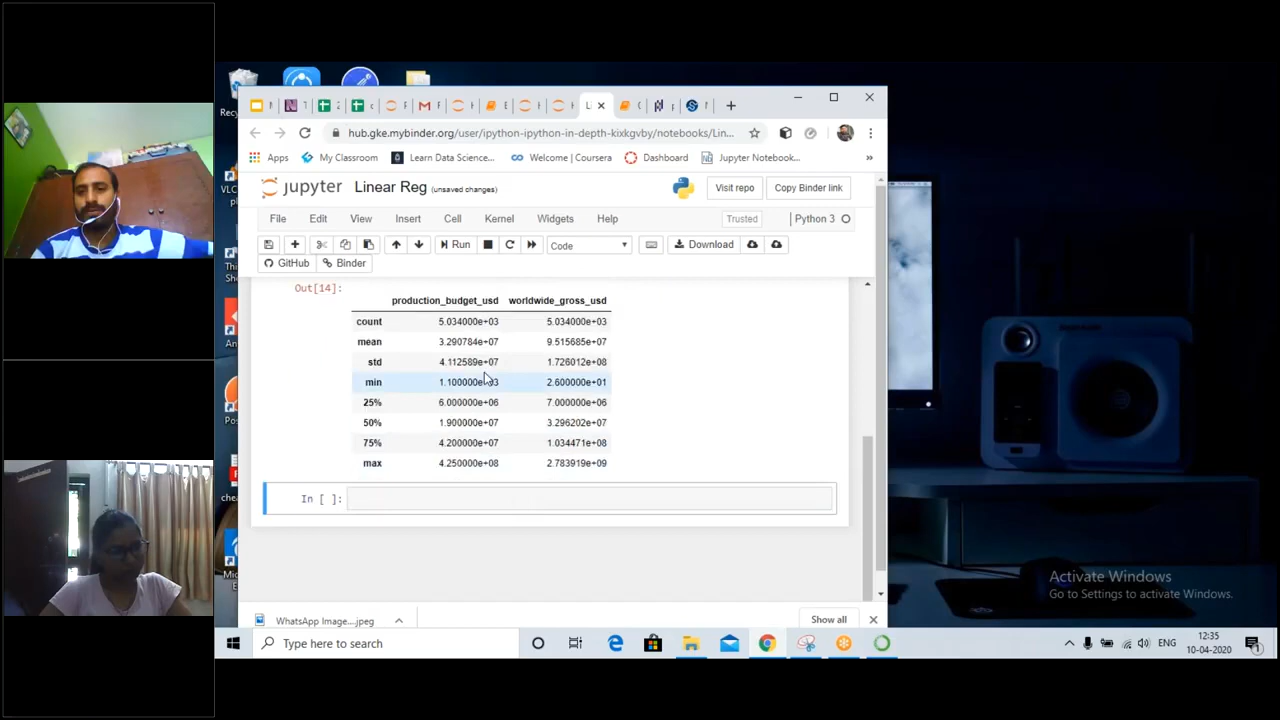 hub.gke.mybinder.org/user/ipython-ipython-in-depth-kixkgvby/notebooks/Lin...
Apps My Classroom Learn Data Science... Welcome | Coursera Dashboard Jupyter Notebook... »
jupyter Linear Reg (unsaved changes) Visit repo Copy Binder link
File Edit View Insert Cell Kernel Widgets Help Trusted Python 3
Run Code Download
GitHub Binder
Out[14]:
production_budget_usd worldwide_gross_usd
count 5.034000e+03 5.034000e+03
mean 3.290784e+07 9.515685e+07
std 4.112589e+07 1.726012e+08
min 1.100000e+03 2.600000e+01
25% 6.000000e+06 7.000000e+06
50% 1.900000e+07 3.296202e+07
75% 4.200000e+07 1.034471e+08
max 4.250000e+08 2.783919e+09
In [ ]:
Activate Windows
Go to Settings to activate Windows.
WhatsApp Image....jpeg Show all
Type here to search ENG 12:35
10-04-2020